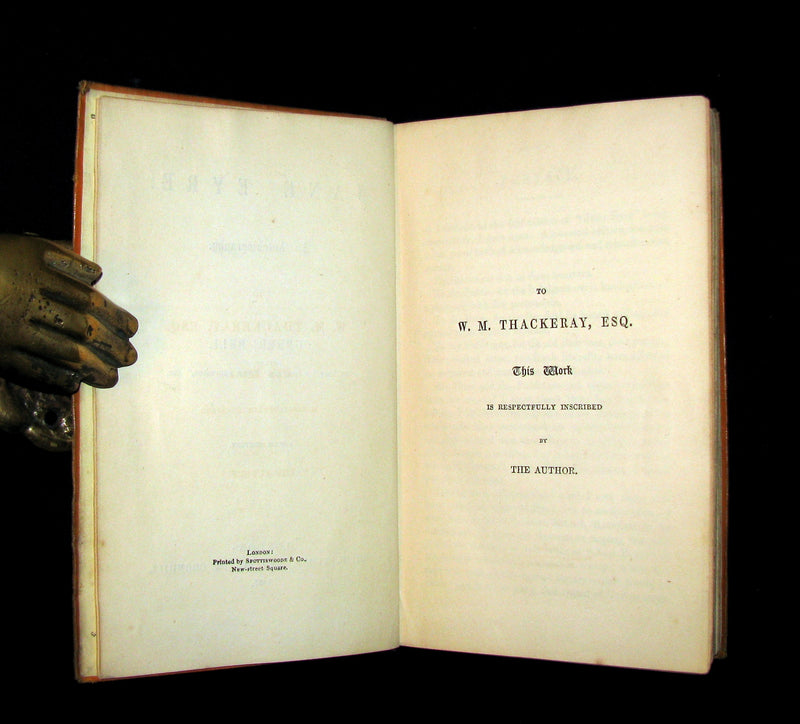 London:
Printed by Spottiswoode & Co.,
New-street Square.
TO
W. M. THACKERAY, ESQ.
This Work
IS RESPECTFULLY INSCRIBED
BY
THE AUTHOR.